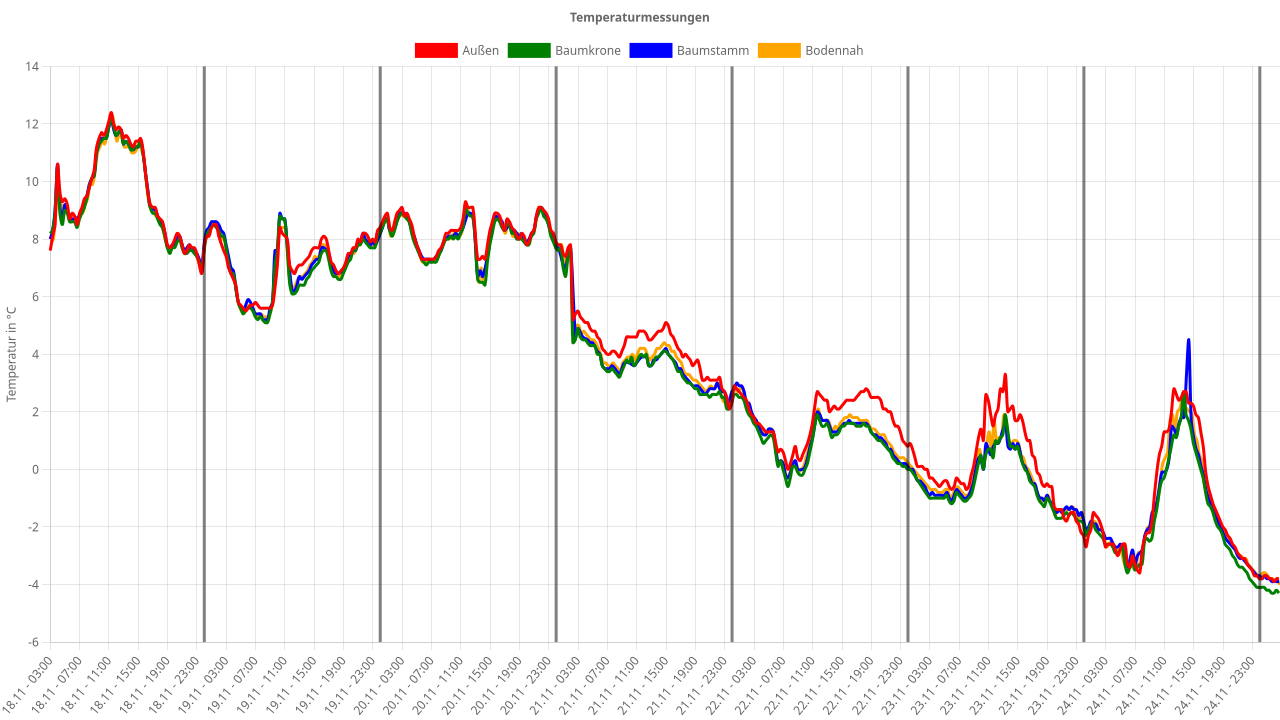 Temperaturmessungen
Außen Baumkrone Baumstamm Bodennah
Temperatur in °C
14
12
10
8
6
4
2
0
-2
-4
-6
18.11 - 03:00
18.11 - 07:00
18.11 - 11:00
18.11 - 15:00
18.11 - 19:00
18.11 - 23:00
19.11 - 03:00
19.11 - 07:00
19.11 - 11:00
19.11 - 15:00
19.11 - 19:00
19.11 - 23:00
20.11 - 03:00
20.11 - 07:00
20.11 - 11:00
20.11 - 15:00
20.11 - 19:00
20.11 - 23:00
21.11 - 03:00
21.11 - 07:00
21.11 - 11:00
21.11 - 15:00
21.11 - 19:00
21.11 - 23:00
22.11 - 03:00
22.11 - 07:00
22.11 - 11:00
22.11 - 15:00
22.11 - 19:00
22.11 - 23:00
23.11 - 03:00
23.11 - 07:00
23.11 - 11:00
23.11 - 15:00
23.11 - 19:00
23.11 - 23:00
24.11 - 03:00
24.11 - 07:00
24.11 - 11:00
24.11 - 15:00
24.11 - 19:00
24.11 - 23:00